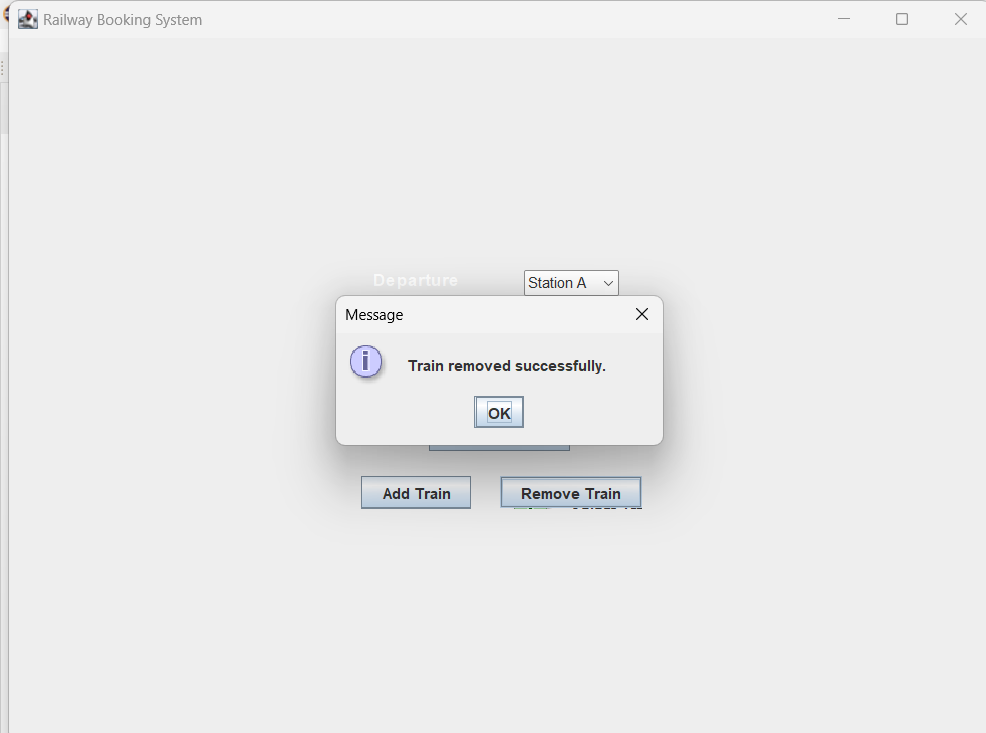 Railway Booking System
Departure
Station A
Message
i
Train removed successfully.
OK
Add Train
Remove Train